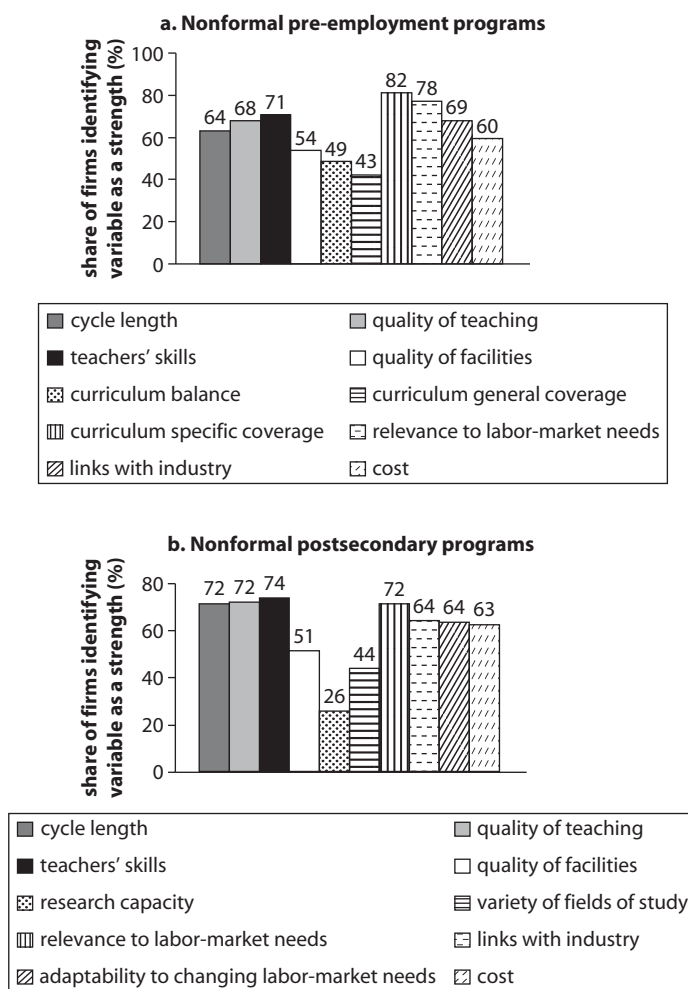 a. Nonformal pre-employment programs
share of firms identifying
variable as a strength (%)
100
80
60
40
20
0
64 68 71 54 49 43 82 78 69 60
cycle length quality of teaching
teachers’ skills quality of facilities
curriculum balance curriculum general coverage
curriculum specific coverage relevance to labor-market needs
links with industry cost
b. Nonformal postsecondary programs
share of firms identifying
variable as a strength (%)
80
60
40
20
0
72 72 74 51 26 44 72 64 64 63
cycle length quality of teaching
teachers’ skills quality of facilities
research capacity variety of fields of study
relevance to labor-market needs links with industry
adaptability to changing labor-market needs cost